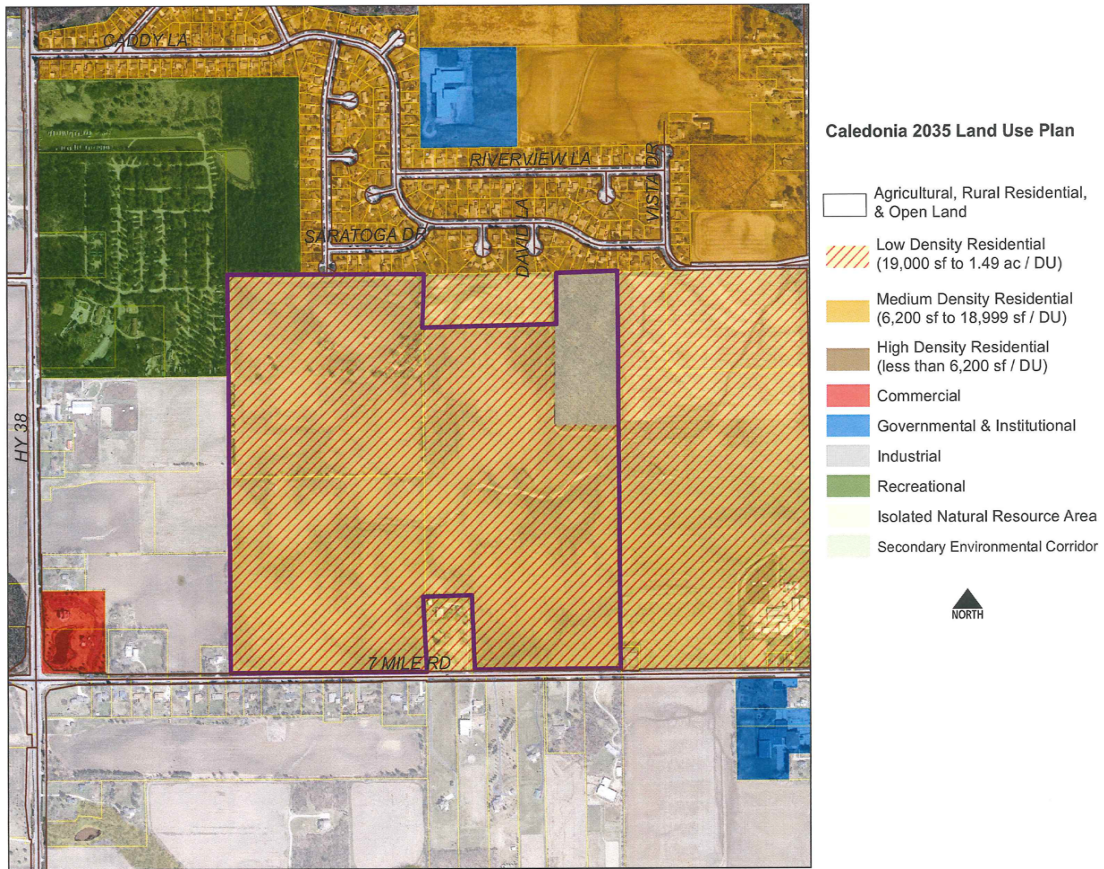 CADDY LA
RIVERVIEW LA
VISTA DR
SARATOGA DR
DAVID LA
HY 38
7 MILE RD
Caledonia 2035 Land Use Plan
Agricultural, Rural Residential,
& Open Land
Low Density Residential
(19,000 sf to 1.49 ac / DU)
Medium Density Residential
(6,200 sf to 18,999 sf / DU)
High Density Residential
(less than 6,200 sf / DU)
Commercial
Governmental & Institutional
Industrial
Recreational
Isolated Natural Resource Area
Secondary Environmental Corridor
NORTH